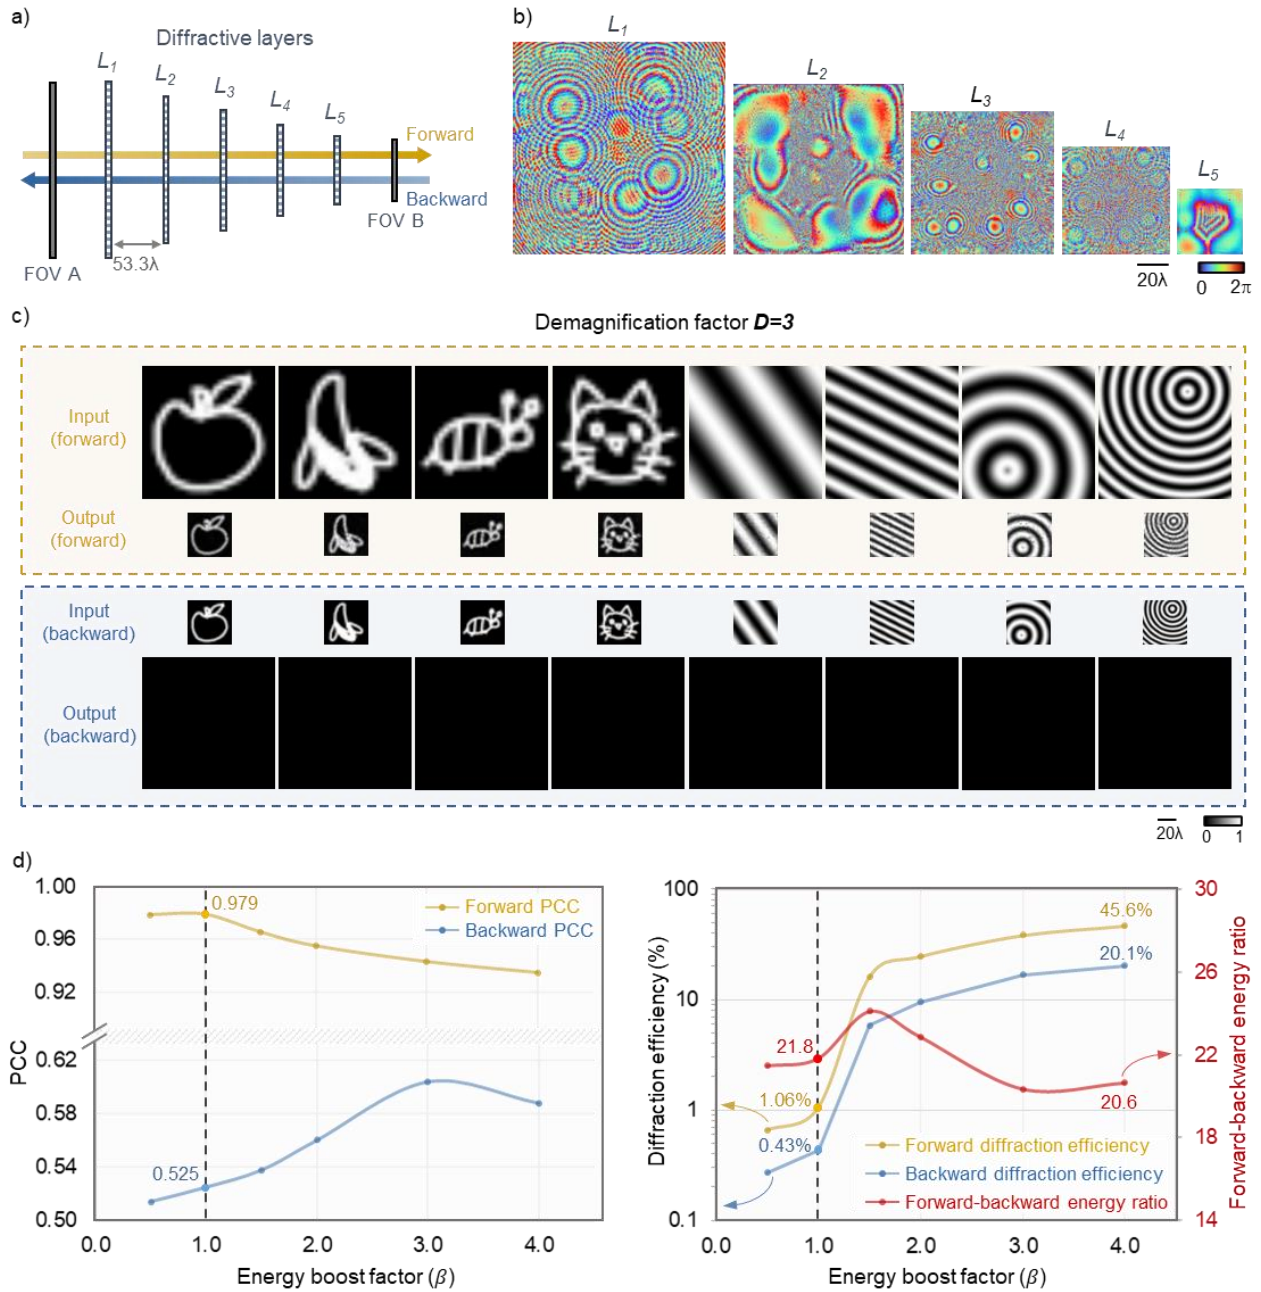 a)
Diffractive layers
L1
L2
L3
L4
L5
Forward
Backward
FOV B
FOV A
53.3λ
b)
L1
L2
L3
L4
L5
20λ
0 2π
c)
Demagnification factor D=3
Input
(forward)
Output
(forward)
Input
(backward)
Output
(backward)
20λ
0 1
d)
1.00
0.96
0.92
0.62
0.58
0.54
0.50
PCC
0.979
Forward PCC
Backward PCC
0.525
0.0 1.0 2.0 3.0 4.0
Energy boost factor (β)
100
10
1
0.1
Diffraction efficiency (%)
45.6%
20.1%
21.8
1.06%
0.43%
20.6
Forward diffraction efficiency
Backward diffraction efficiency
Forward-backward energy ratio
30
26
22
18
14
Forward-backward energy ratio
0.0 1.0 2.0 3.0 4.0
Energy boost factor (β)